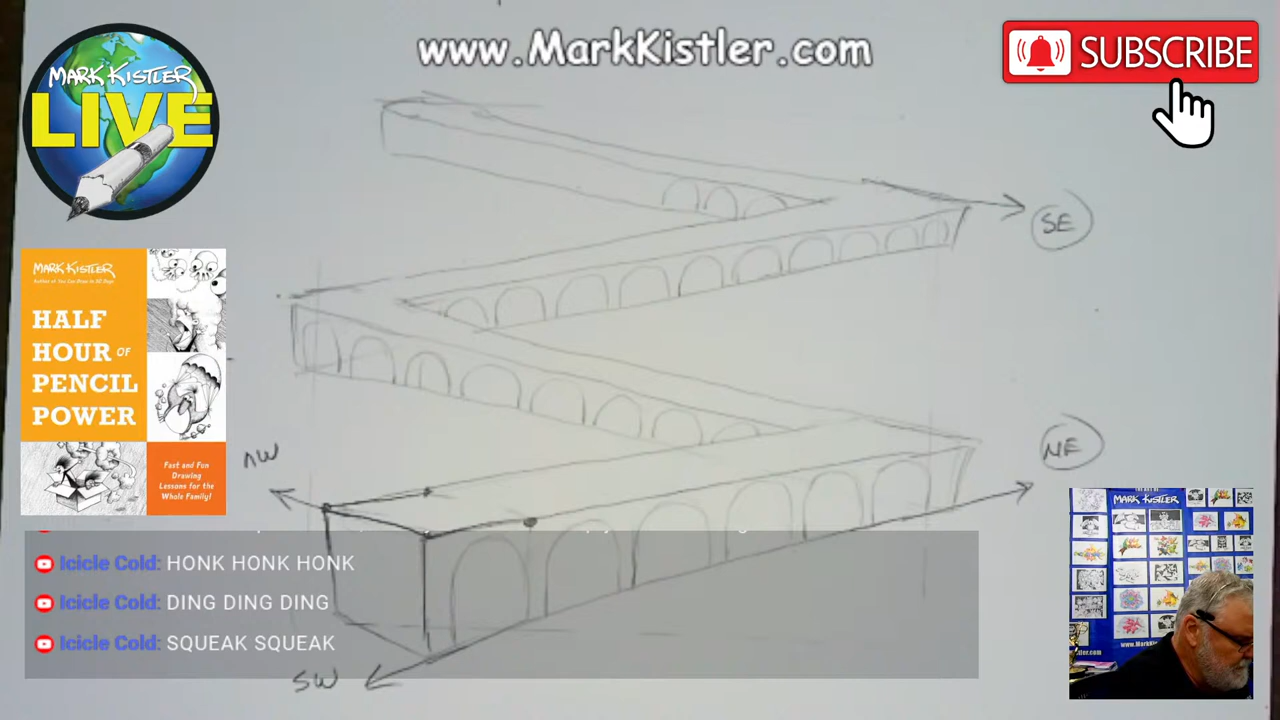 www.MarkKistler.com
SUBSCRIBE
MARK KISTLER
LIVE
SE
MARK KISTLER
HALF
HOUR OF
PENCIL
POWER
Fast and Fun
Drawing
Lessons for the
Whole Family!
NW
NE
Icicle Cold: HONK HONK HONK
Icicle Cold: DING DING DING
Icicle Cold: SQUEAK SQUEAK
SW
MARK KISTLER